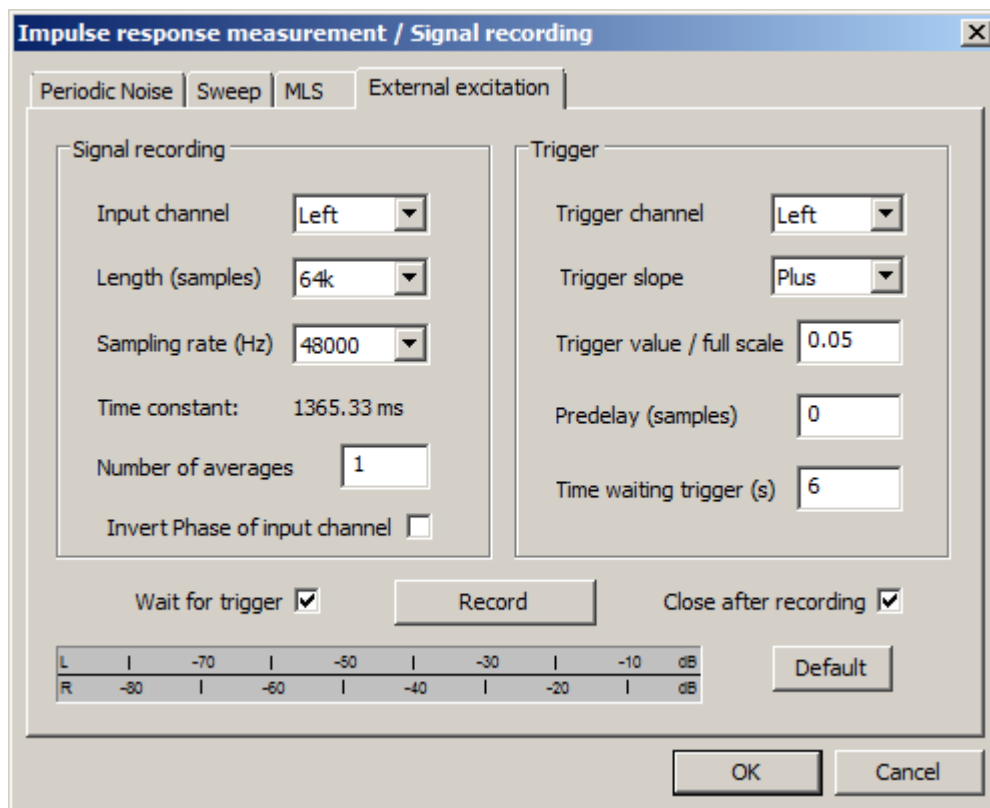 Impulse response measurement / Signal recording
Periodic Noise
Sweep
MLS
External excitation
Signal recording
Input channel
Left
Length (samples)
64k
Sampling rate (Hz)
48000
Time constant: 1365.33 ms
Number of averages
1
Invert Phase of input channel
Trigger
Trigger channel
Left
Trigger slope
Plus
Trigger value / full scale
0.05
Predelay (samples)
0
Time waiting trigger (s)
6
Wait for trigger
Record
Close after recording
L | -70 | -50 | -30 | -10 dB
R -80 | -60 | -40 | -20 | dB
Default
OK
Cancel